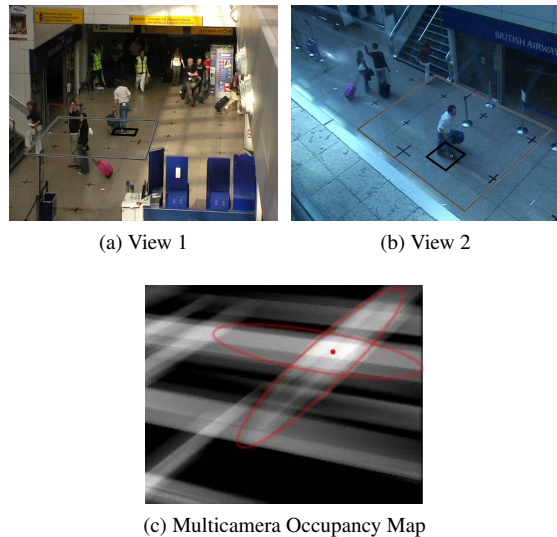 BRITISH AIRWAYS
(a) View 1
(b) View 2
(c) Multicamera Occupancy Map